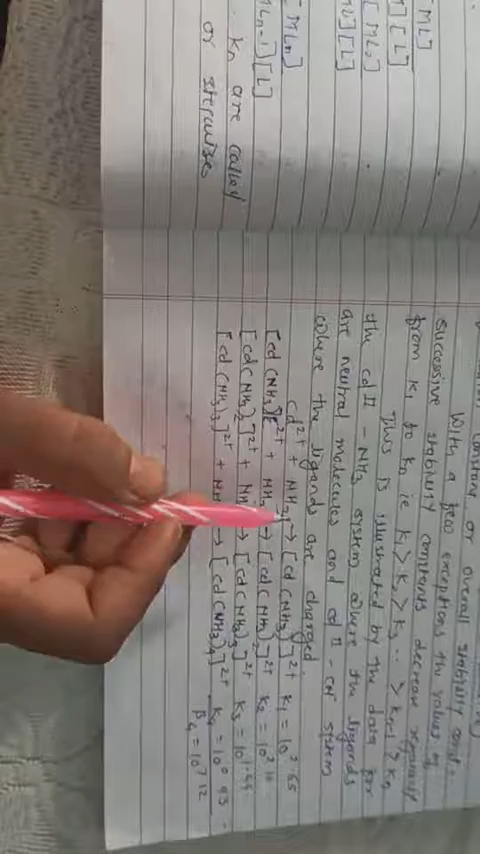 [ML]
][L]
[ML2]
][L]
[MLn]
MLn-1][L]
kn are called
or stepwise
constant or overall stability const.
With a few exceptions the values of
successive stability constants decrease regularly
from K1 to Kn ie K1 > K2 > K3 .. > Kn-1 > Kn
This is illustrated by the data for
the cd II - NH3 system where the ligands
are neutral molecules and cd II - CN system
where the ligands are charged.
Cd2+ + NH3 → [Cd(NH3)]2+ K1 = 10^2.65
[Cd(NH3)]2+ + NH3 → [Cd(NH3)2]2+ K2 = 10^2.10
[Cd(NH3)2]2+ + NH → [Cd(NH3)3]2+ K3 = 10^1.44
[Cd(NH3)3]2+ + NH → [Cd(NH3)4]2+ K4 = 10^0.93
β4 = 10^7.12